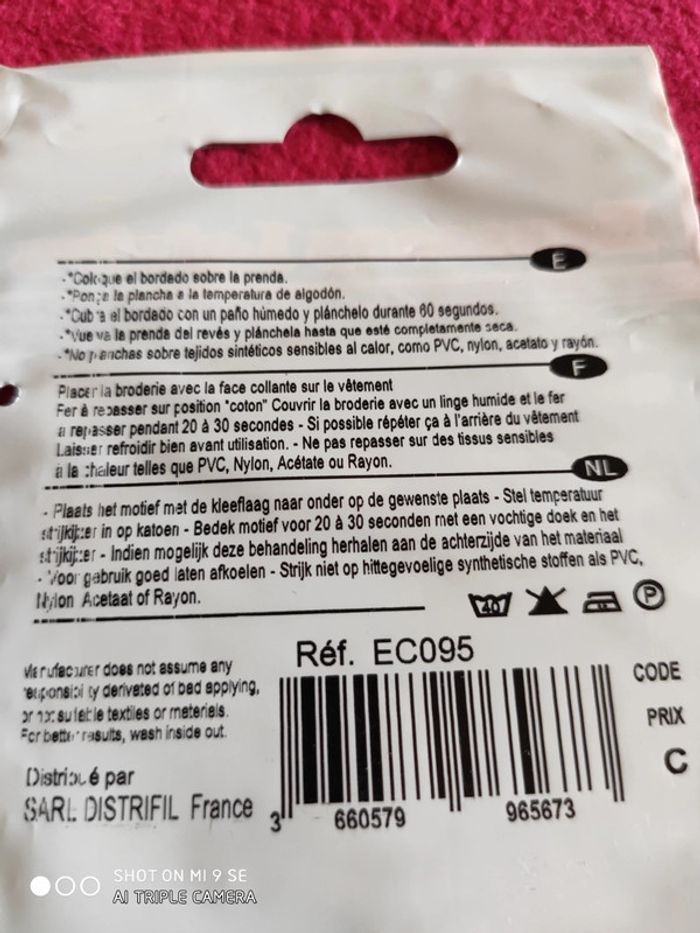 E
-*Coloque el bordado sobre la prenda.
-*Ponga la plancha a la temperatura de algodón.
-*Cubra el bordado con un paño húmedo y plánchelo durante 60 segundos.
-*Vuelva la prenda del revés y plánchela hasta que esté completamente seca.
-*No planchas sobre tejidos sintéticos sensibles al calor, como PVC, nylon, acetato y rayón.
F
Placer la broderie avec la face collante sur le vêtement
Fer à repasser sur position "coton" Couvrir la broderie avec un linge humide et le fer
a repasser pendant 20 à 30 secondes - Si possible répéter ça à l'arrière du vêtement
Laisser refroidir bien avant utilisation. - Ne pas repasser sur des tissus sensibles
à la chaleur telles que PVC, Nylon, Acétate ou Rayon.
NL
- Plaats het motief met de kleeflaag naar onder op de gewenste plaats - Stel temperatuur
strijkijzer in op katoen - Bedek motief voor 20 à 30 seconden met een vochtige doek en het
strijkijzer - Indien mogelijk deze behandeling herhalen aan de achterzijde van het materiaal
- Voor gebruik goed laten afkoelen - Strijk niet op hittegevoelige synthetische stoffen als PVC,
Nylon Acetaat of Rayon.
40 P
Réf. EC095
Manufacturer does not assume any
responsibility derivated of bad applying,
or not suitable textiles or materials.
For better results, wash inside out.
Distribué par
SARL DISTRIFIL France
CODE
PRIX
C
3 660579 965673
SHOT ON MI 9 SE
AI TRIPLE CAMERA